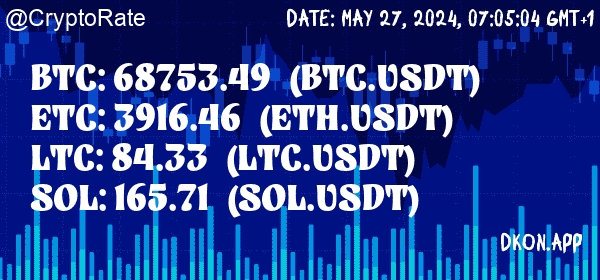 @CryptoRate
DATE: MAY 27, 2024, 07:05:04 GMT+1
BTC: 68753.49 (BTC.USDT)
ETC: 3916.46 (ETH.USDT)
LTC: 84.33 (LTC.USDT)
SOL: 165.71 (SOL.USDT)
DKON.APP